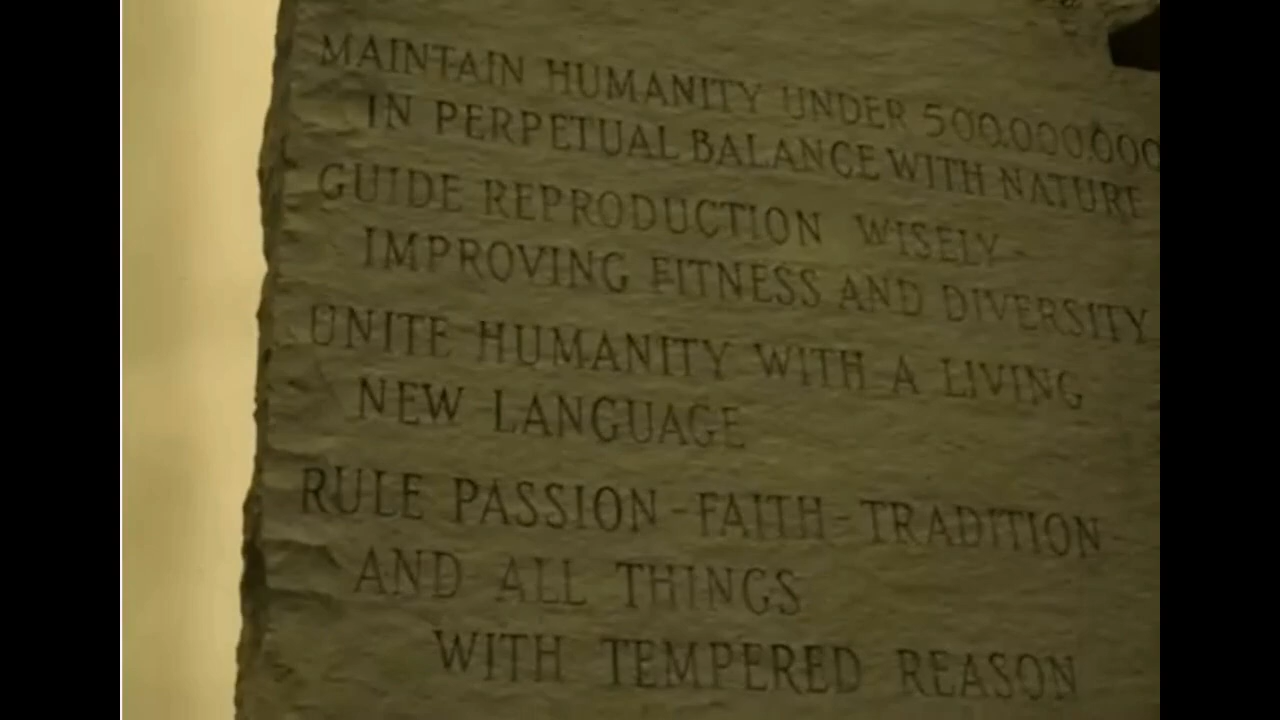 MAINTAIN HUMANITY UNDER 500,000,000
IN PERPETUAL BALANCE WITH NATURE
GUIDE REPRODUCTION WISELY -
IMPROVING FITNESS AND DIVERSITY
UNITE HUMANITY WITH A LIVING
NEW LANGUAGE
RULE PASSION - FAITH - TRADITION
AND ALL THINGS
WITH TEMPERED REASON